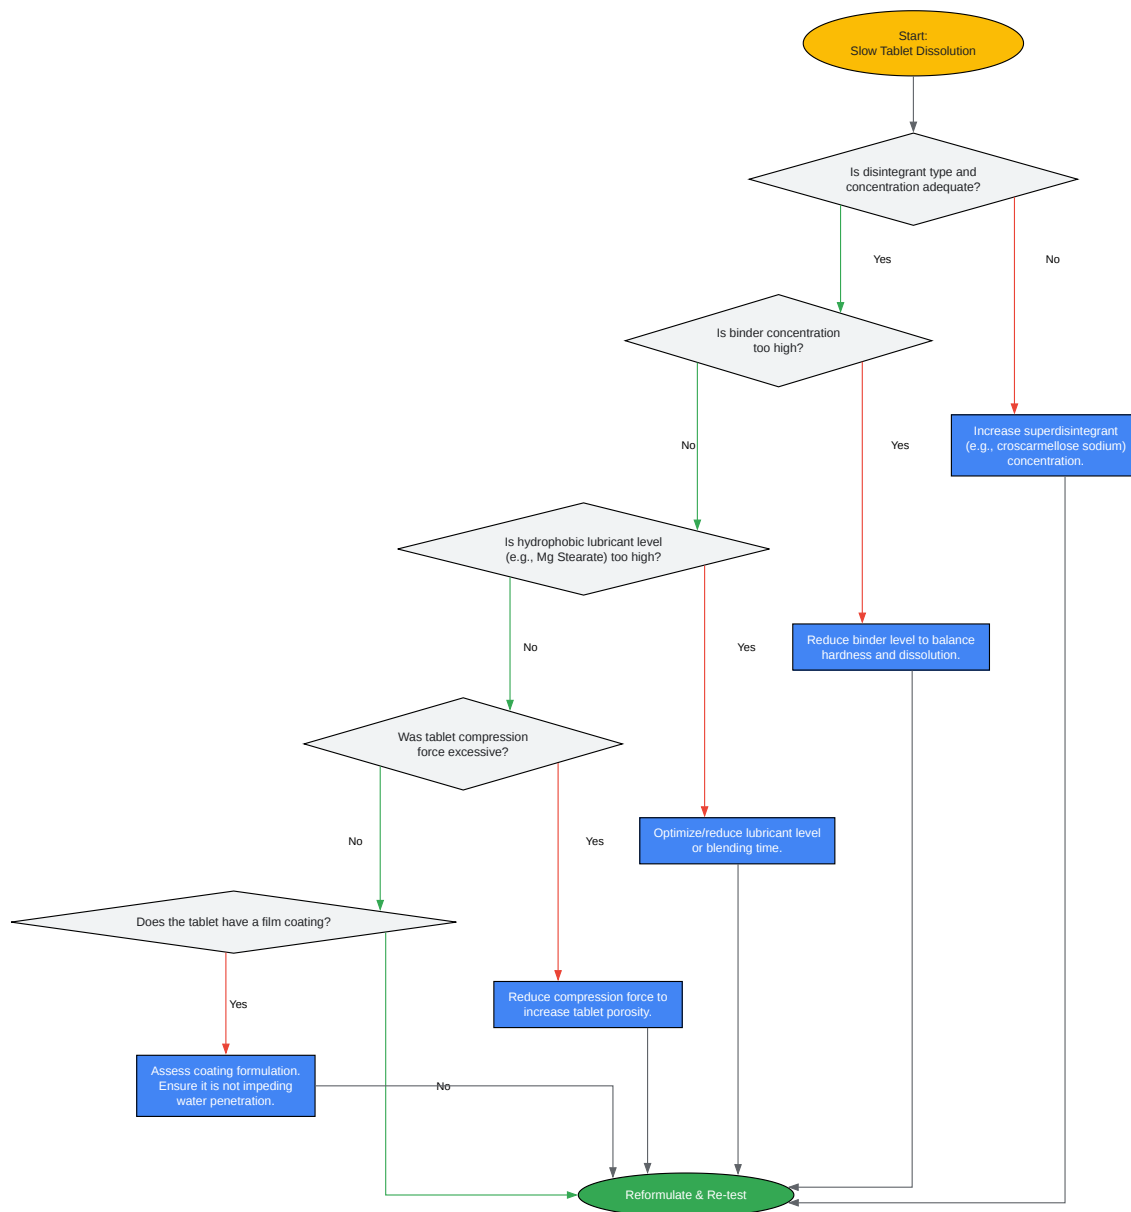 Start:
Slow Tablet Dissolution
Is disintegrant type and
concentration adequate?
Yes
No
Is binder concentration
too high?
No
Yes
Increase superdisintegrant
(e.g., croscarmellose sodium)
concentration.
Is hydrophobic lubricant level
(e.g., Mg Stearate) too high?
No
Yes
Reduce binder level to balance
hardness and dissolution.
Was tablet compression
force excessive?
No
Yes
Optimize/reduce lubricant level
or blending time.
Does the tablet have a film coating?
Yes
No
Reduce compression force to
increase tablet porosity.
Assess coating formulation.
Ensure it is not impeding
water penetration.
Reformulate & Re-test